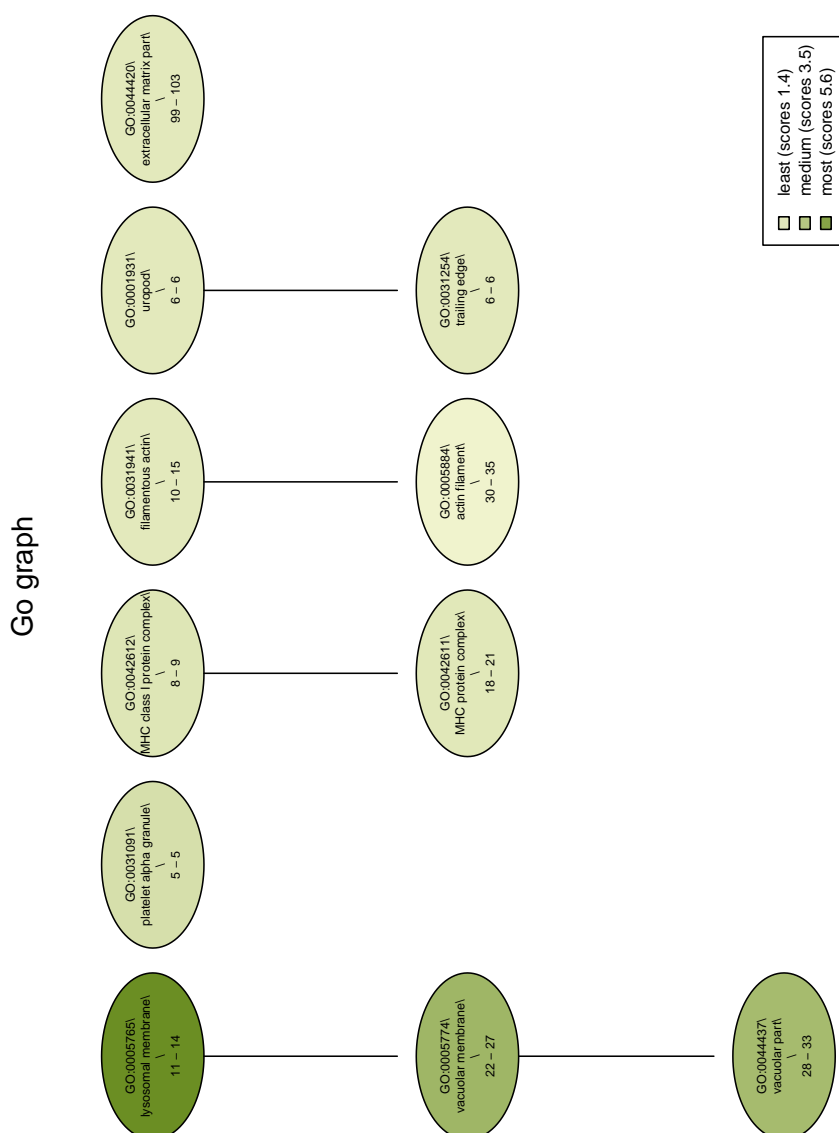 Go graph
GO:0005765\
lysosomal membrane\
\
11 – 14
GO:0031091\
platelet alpha granule\
\
5 – 5
GO:0042612\
MHC class I protein complex\
\
8 – 9
GO:0031941\
filamentous actin\
\
10 – 15
GO:0001931\
uropod\
\
6 – 6
GO:0044420\
extracellular matrix part\
\
99 – 103
GO:0005774\
vacuolar membrane\
\
22 – 27
GO:0042611\
MHC protein complex\
\
18 – 21
GO:0005884\
actin filament\
\
30 – 35
GO:0031254\
trailing edge\
\
6 – 6
GO:0044437\
vacuolar part\
\
28 – 33
least (scores 1.4)
medium (scores 3.5)
most (scores 5.6)